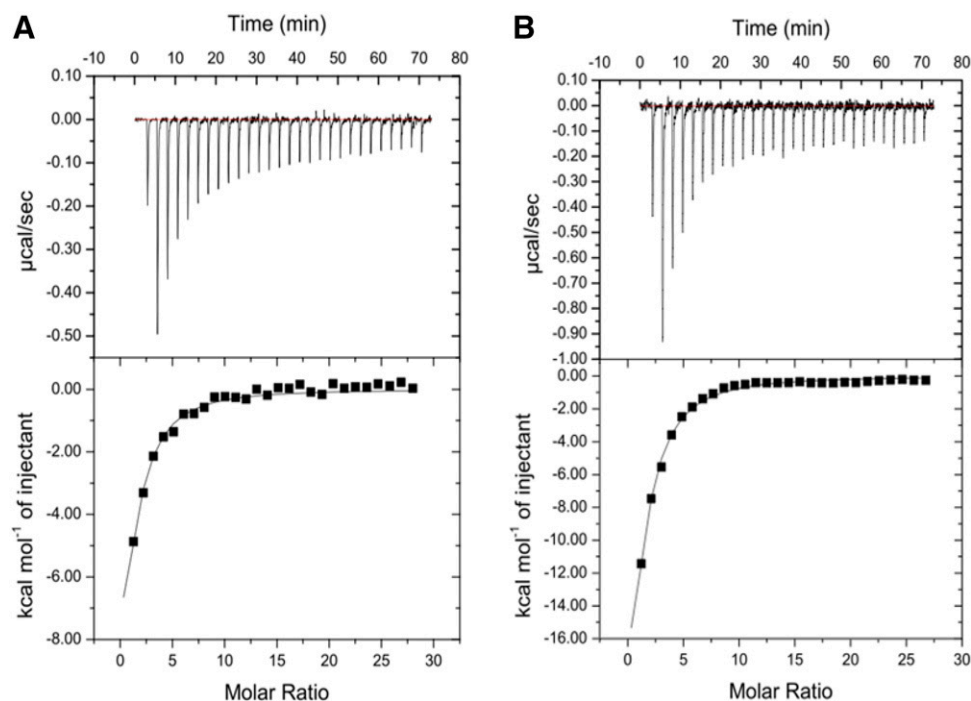 A
Time (min)
-10 0 10 20 30 40 50 60 70 80
0.10
0.00
-0.10
-0.20
-0.30
-0.40
-0.50
µcal/sec
0.00
-2.00
-4.00
-6.00
-8.00
kcal mol⁻¹ of injectant
0 5 10 15 20 25 30
Molar Ratio
B
Time (min)
-10 0 10 20 30 40 50 60 70 80
0.10
0.00
-0.10
-0.20
-0.30
-0.40
-0.50
-0.60
-0.70
-0.80
-0.90
-1.00
µcal/sec
0.00
-2.00
-4.00
-6.00
-8.00
-10.00
-12.00
-14.00
-16.00
kcal mol⁻¹ of injectant
0 5 10 15 20 25 30
Molar Ratio